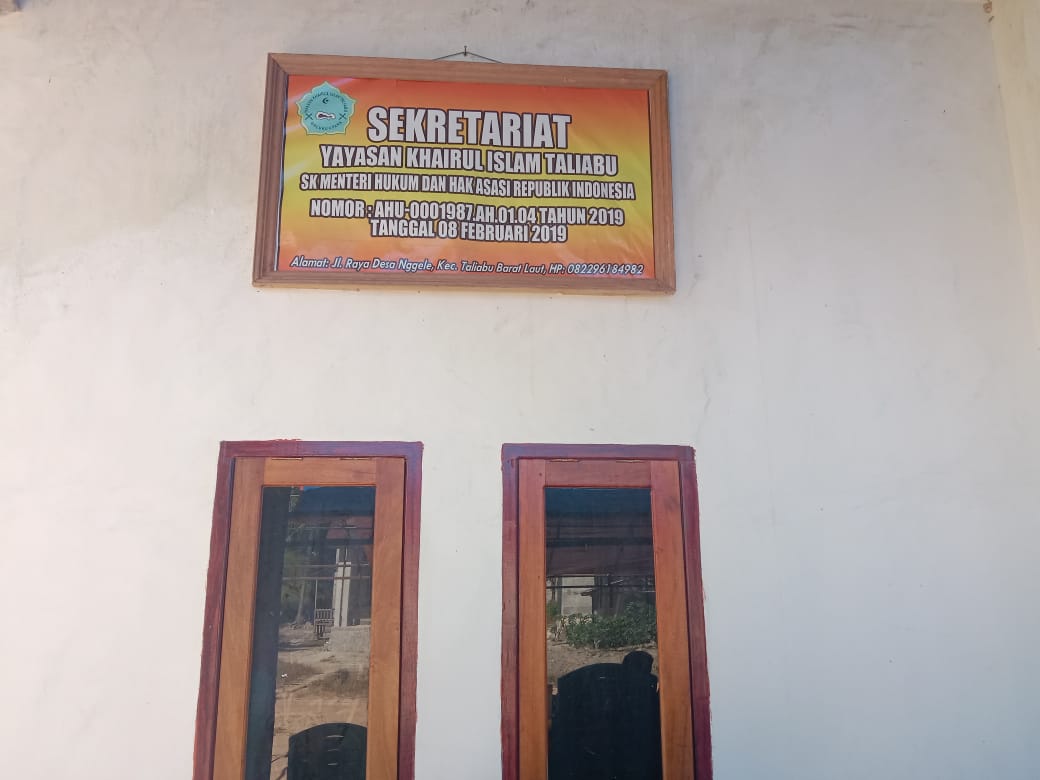 SEKRETARIAT
YAYASAN KHAIRUL ISLAM TALIABU
SK MENTERI HUKUM DAN HAK ASASI REPUBLIK INDONESIA
NOMOR : AHU-0001987.AH.01.04 TAHUN 2019
TANGGAL 08 FEBRUARI 2019
Alamat: Jl. Raya Desa Nggele, Kec. Taliabu Barat Laut, HP: 082296184982